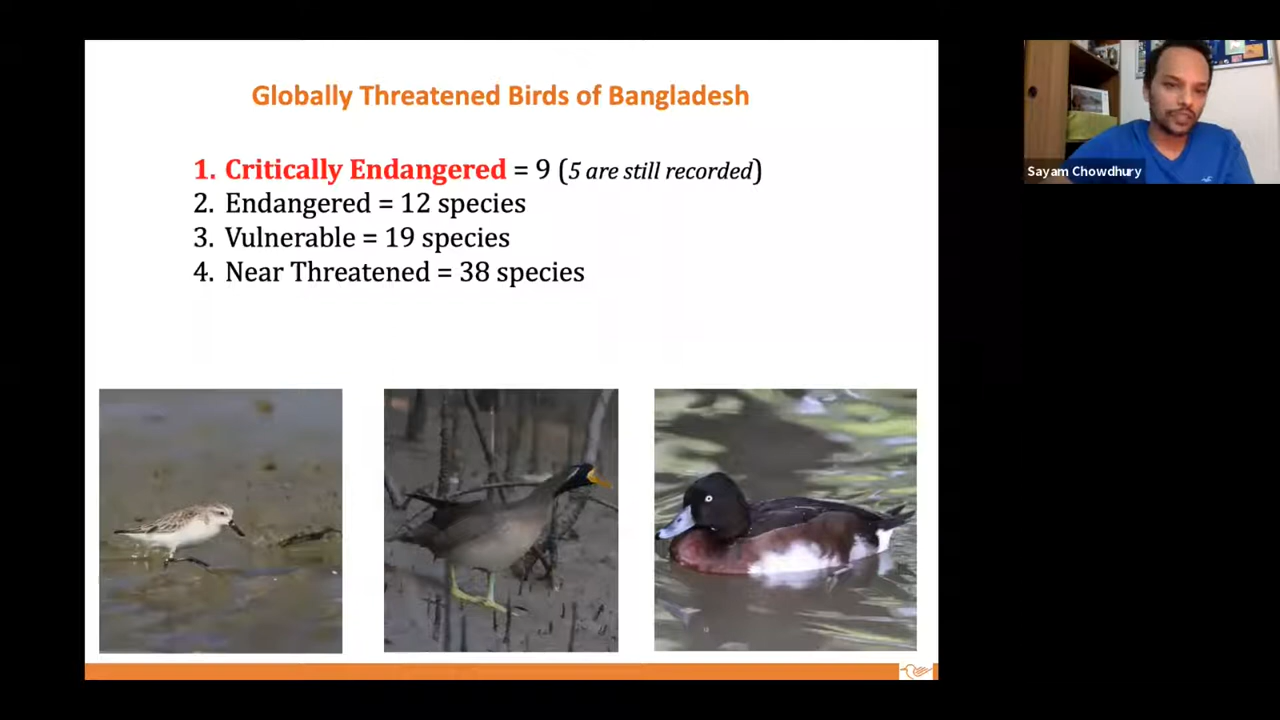 Globally Threatened Birds of Bangladesh
1. Critically Endangered = 9 (5 are still recorded)
2. Endangered = 12 species
3. Vulnerable = 19 species
4. Near Threatened = 38 species
Sayam Chowdhury